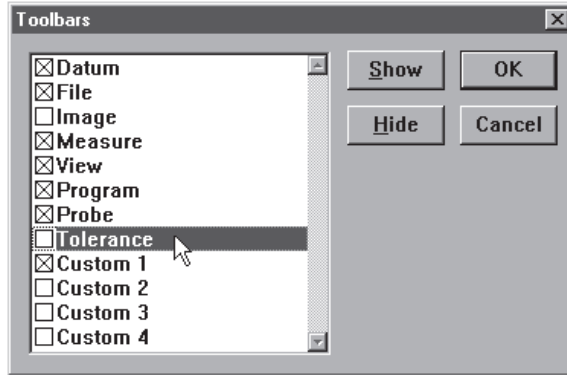 Toolbars
Datum
File
Image
Measure
View
Program
Probe
Tolerance
Custom 1
Custom 2
Custom 3
Custom 4
Show
OK
Hide
Cancel